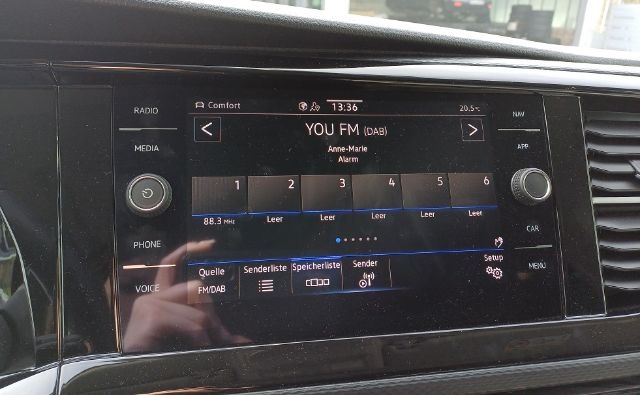 RADIO
MEDIA
PHONE
VOICE
Comfort 13:36 20.5°C
YOU FM (DAB)
Anne-Marie
Alarm
1 2 3 4 5 6
88.3 MHz Leer Leer Leer Leer Leer
Quelle Senderliste Speicherliste Sender Setup
FM/DAB
NAV
APP
CAR
MENU